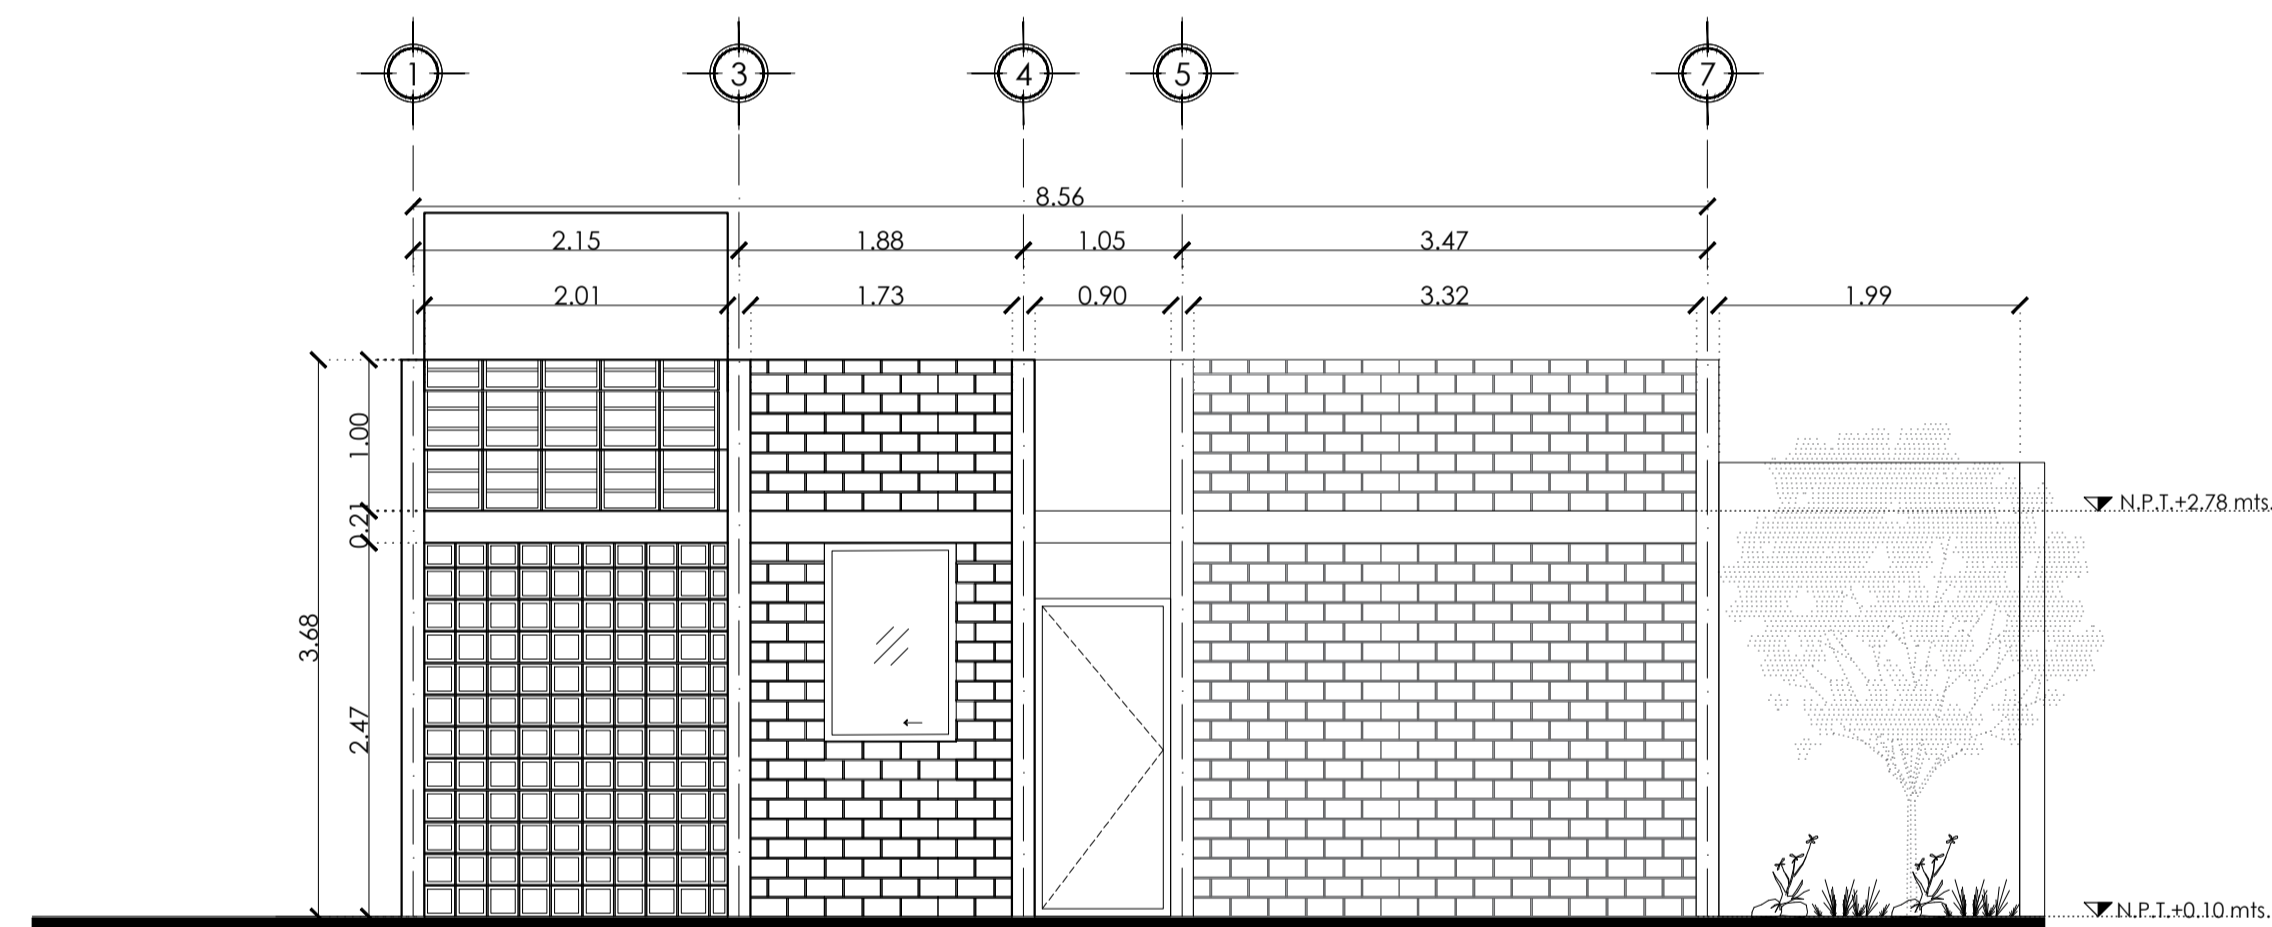 1 3 4 5 7
8.56
2.15 1.88 1.05 3.47
2.01 1.73 0.90 3.32 1.99
1.00
0.21
N.P.T.+2.78 mts.
3.68
2.47
N.P.T.+0.10 mts.